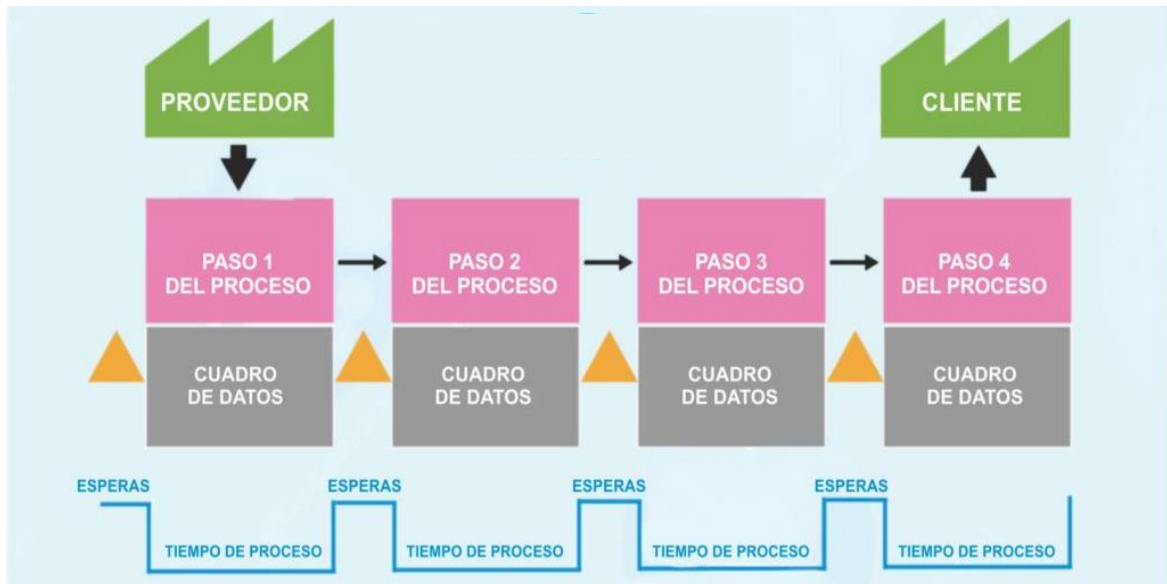 PROVEEDOR
CLIENTE
PASO 1
DEL PROCESO
PASO 2
DEL PROCESO
PASO 3
DEL PROCESO
PASO 4
DEL PROCESO
CUADRO
DE DATOS
CUADRO
DE DATOS
CUADRO
DE DATOS
CUADRO
DE DATOS
ESPERAS
ESPERAS
ESPERAS
ESPERAS
TIEMPO DE PROCESO
TIEMPO DE PROCESO
TIEMPO DE PROCESO
TIEMPO DE PROCESO